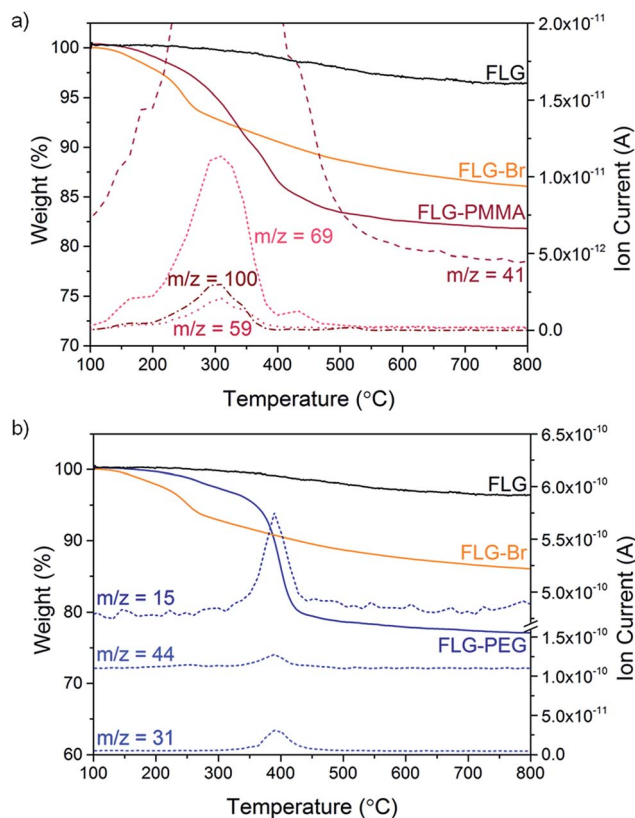 a)
100
95
90
85
80
75
70
Weight (%)
FLG
FLG-Br
FLG-PMMA
m/z = 69
m/z = 100
m/z = 59
m/z = 41
2.0x10⁻¹¹
1.5x10⁻¹¹
1.0x10⁻¹¹
5.0x10⁻¹²
0.0
Ion Current (A)
100 200 300 400 500 600 700 800
Temperature (°C)
b)
100
90
80
70
60
Weight (%)
FLG
FLG-Br
m/z = 15
FLG-PEG
m/z = 44
m/z = 31
6.5x10⁻¹⁰
6.0x10⁻¹⁰
5.5x10⁻¹⁰
5.0x10⁻¹⁰
1.5x10⁻¹⁰
1.0x10⁻¹⁰
5.0x10⁻¹¹
0.0
Ion Current (A)
100 200 300 400 500 600 700 800
Temperature (°C)